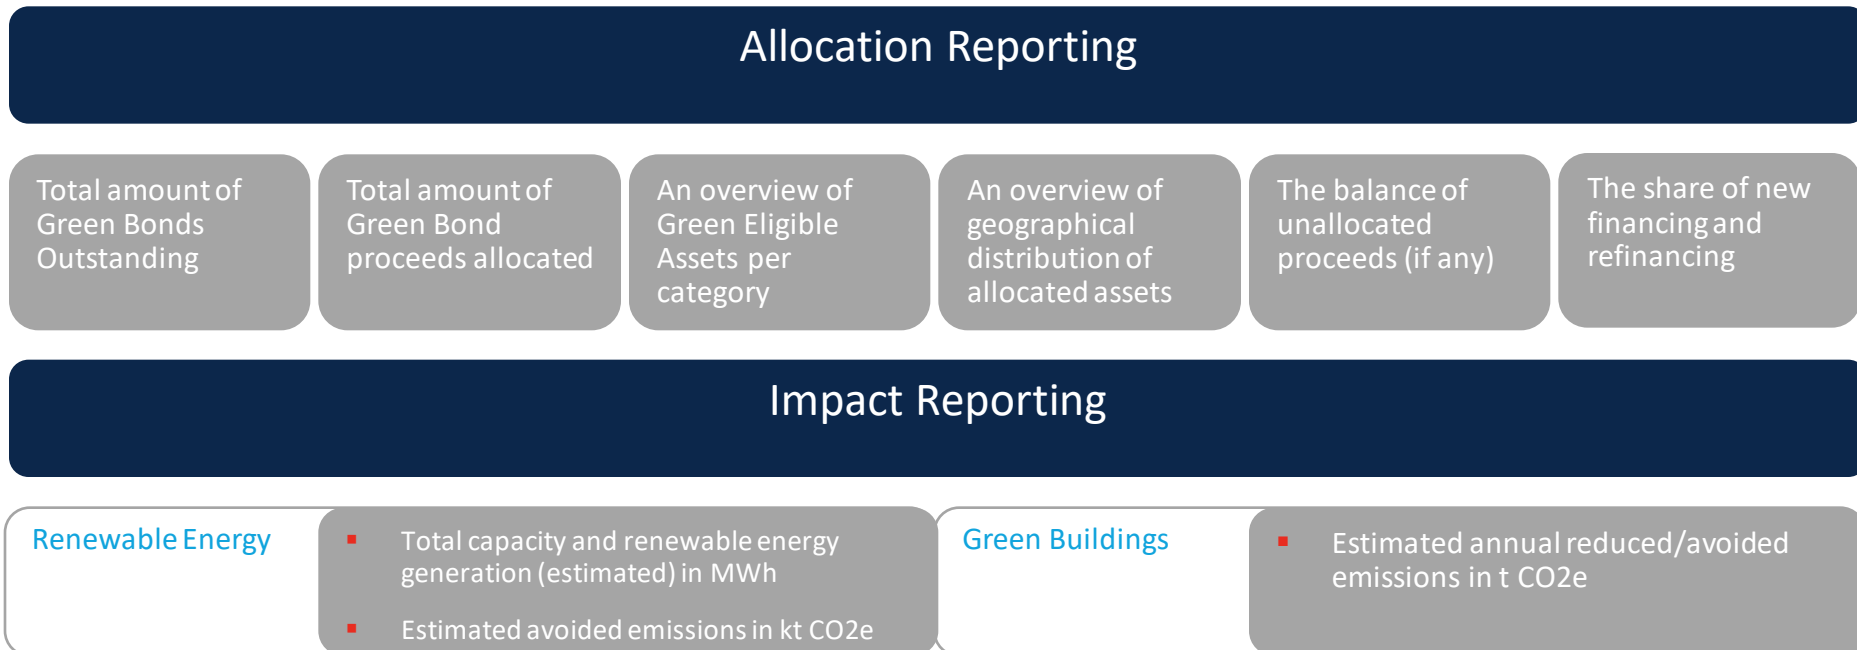 Allocation Reporting
Total amount of
Green Bonds
Outstanding
Total amount of
Green Bond
proceeds allocated
An overview of
Green Eligible
Assets per
category
An overview of
geographical
distribution of
allocated assets
The balance of
unallocated
proceeds (if any)
The share of new
financing and
refinancing
Impact Reporting
Renewable Energy
▪ Total capacity and renewable energy
generation (estimated) in MWh
▪ Estimated avoided emissions in kt CO2e
Green Buildings
▪ Estimated annual reduced/avoided
emissions in t CO2e